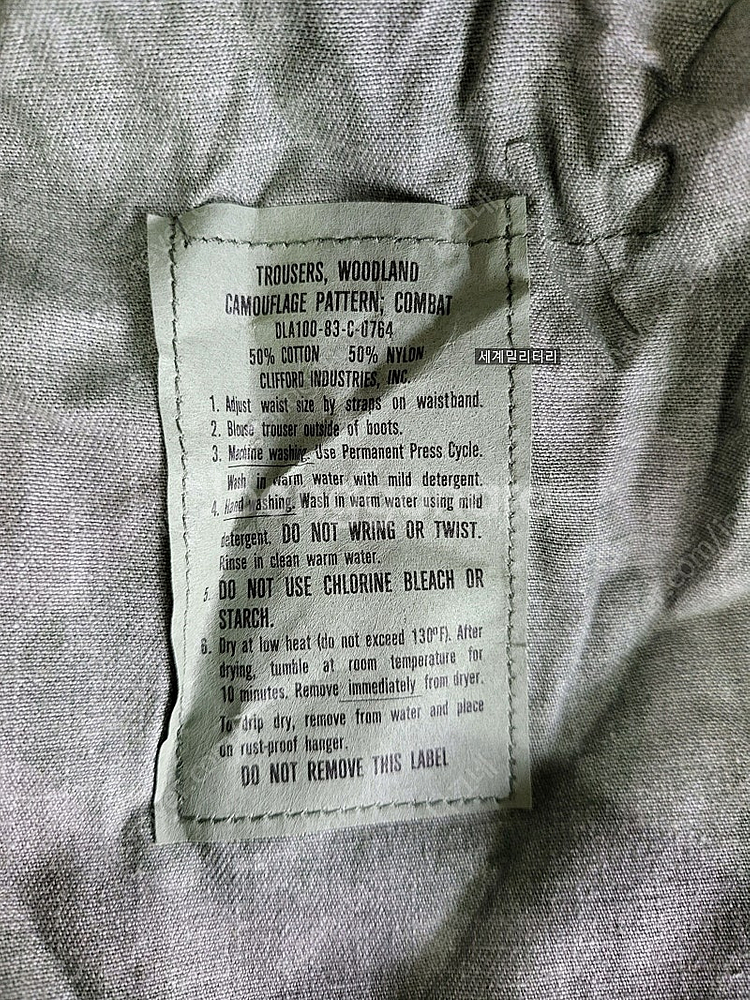 TROUSERS, WOODLAND
CAMOUFLAGE PATTERN; COMBAT
DLA100-83-C-0764
50% COTTON 50% NYLON
세계밀리터리
CLIFFORD INDUSTRIES, INC.
1. Adjust waist size by straps on waistband.
2. Blouse trouser outside of boots.
3. Machine washing. Use Permanent Press Cycle.
Wash in warm water with mild detergent.
4. Hand washing. Wash in warm water using mild
detergent. DO NOT WRING OR TWIST.
Rinse in clean warm water.
5. DO NOT USE CHLORINE BLEACH OR
STARCH.
6. Dry at low heat (do not exceed 130°F). After
drying, tumble at room temperature for
10 minutes. Remove immediately from dryer.
To drip dry, remove from water and place
on rust-proof hanger.
DO NOT REMOVE THIS LABEL